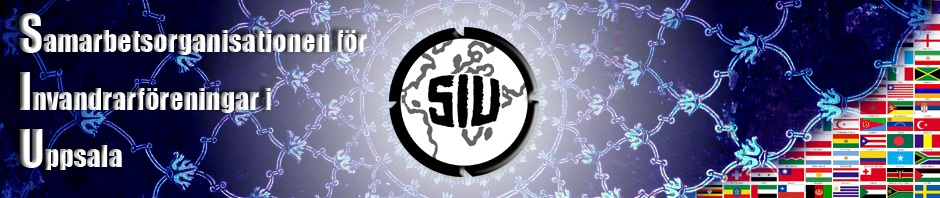 Samarbetsorganisationen för
Invandrarföreningar i
Uppsala
SIU